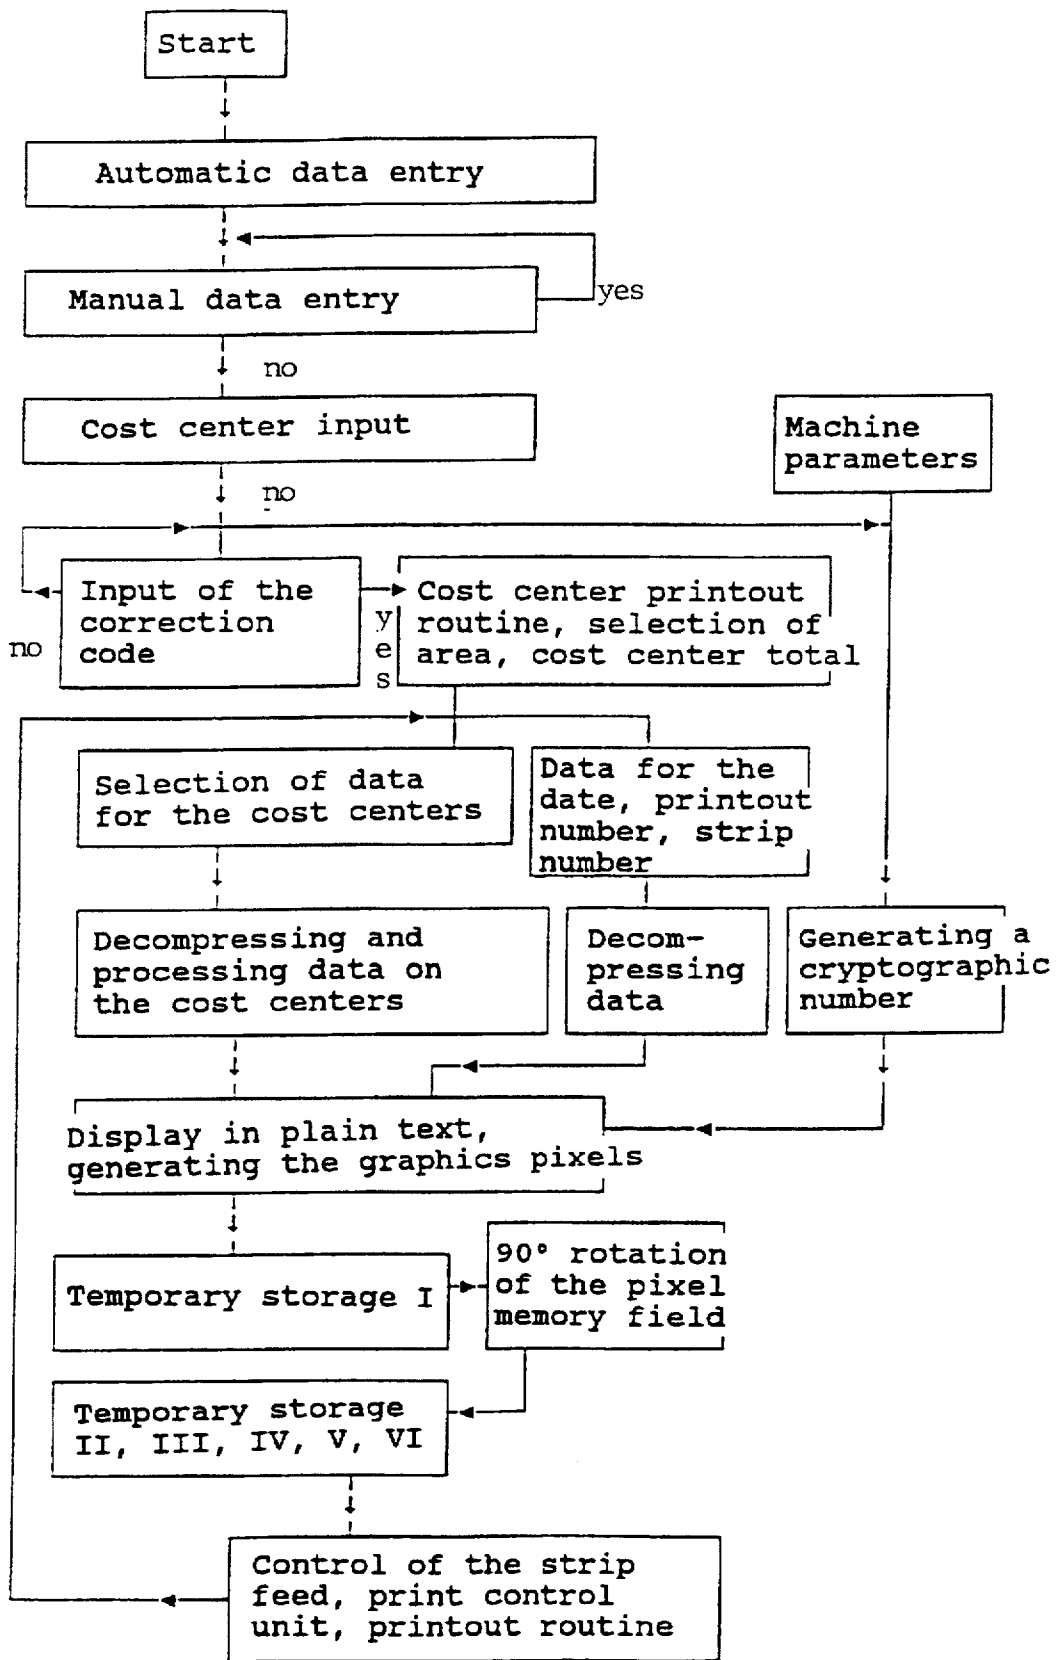 Start
Automatic data entry
Manual data entry
yes
no
Cost center input
Machine
parameters
no
Input of the
correction
code
no
yes
Cost center printout
routine, selection of
area, cost center total
Selection of data
for the cost centers
Data for the
date, printout
number, strip
number
Decompressing and
processing data on
the cost centers
Decom-
pressing
data
Generating a
cryptographic
number
Display in plain text,
generating the graphics pixels
Temporary storage I
90° rotation
of the pixel
memory field
Temporary storage
II, III, IV, V, VI
Control of the strip
feed, print control
unit, printout routine